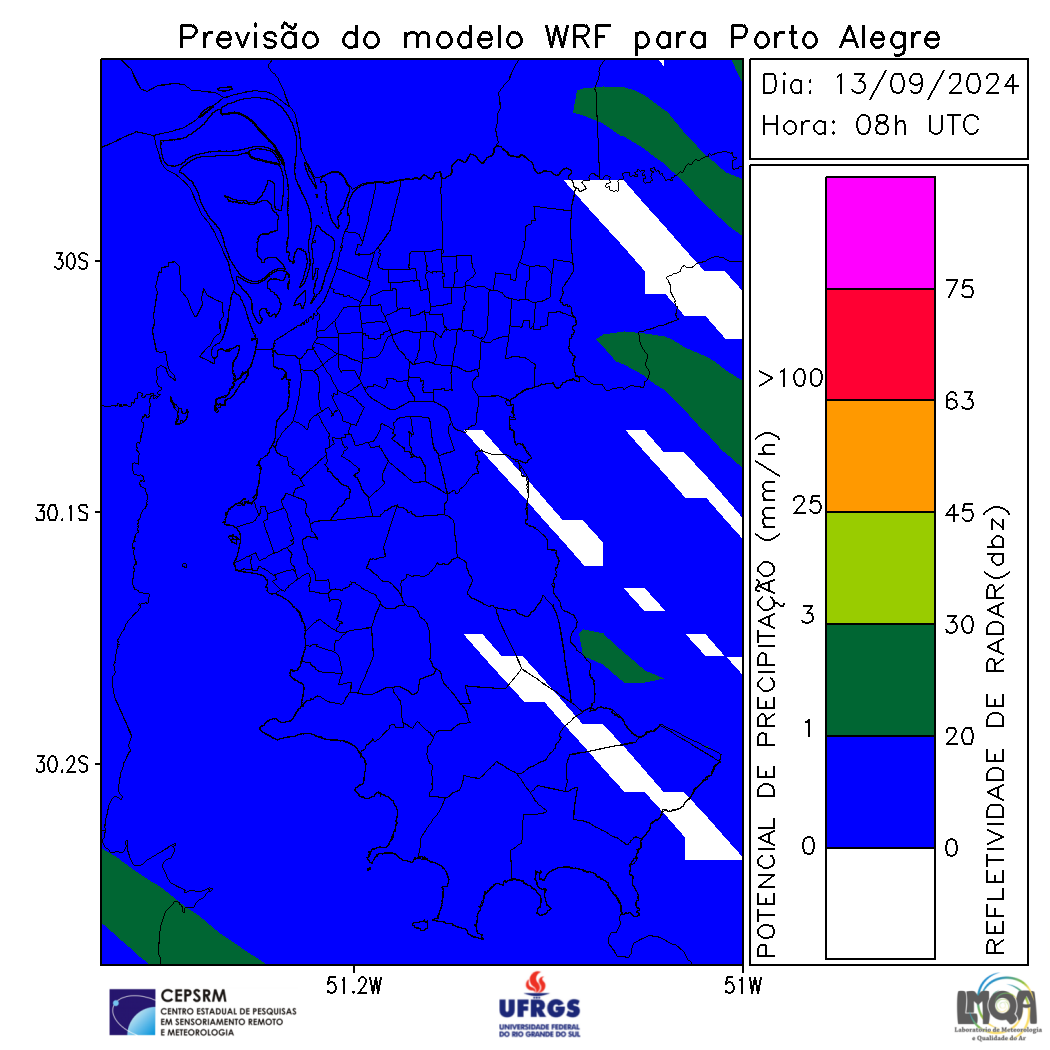 Previsão do modelo WRF para Porto Alegre
Dia: 13/09/2024
Hora: 08h UTC
30S
30.1S
30.2S
51.2W
51W
POTENCIAL DE PRECIPITAÇÃO (mm/h)
>100
25
3
1
0
75
63
45
30
20
0
REFLETIVIDADE DE RADAR(dbz)
CEPSRM
CENTRO ESTADUAL DE PESQUISAS
EM SENSORIAMENTO REMOTO
E METEOROLOGIA
UFRGS
UNIVERSIDADE FEDERAL
DO RIO GRANDE DO SUL
LMQA
Laboratório de Meteorologia
e Qualidade do Ar